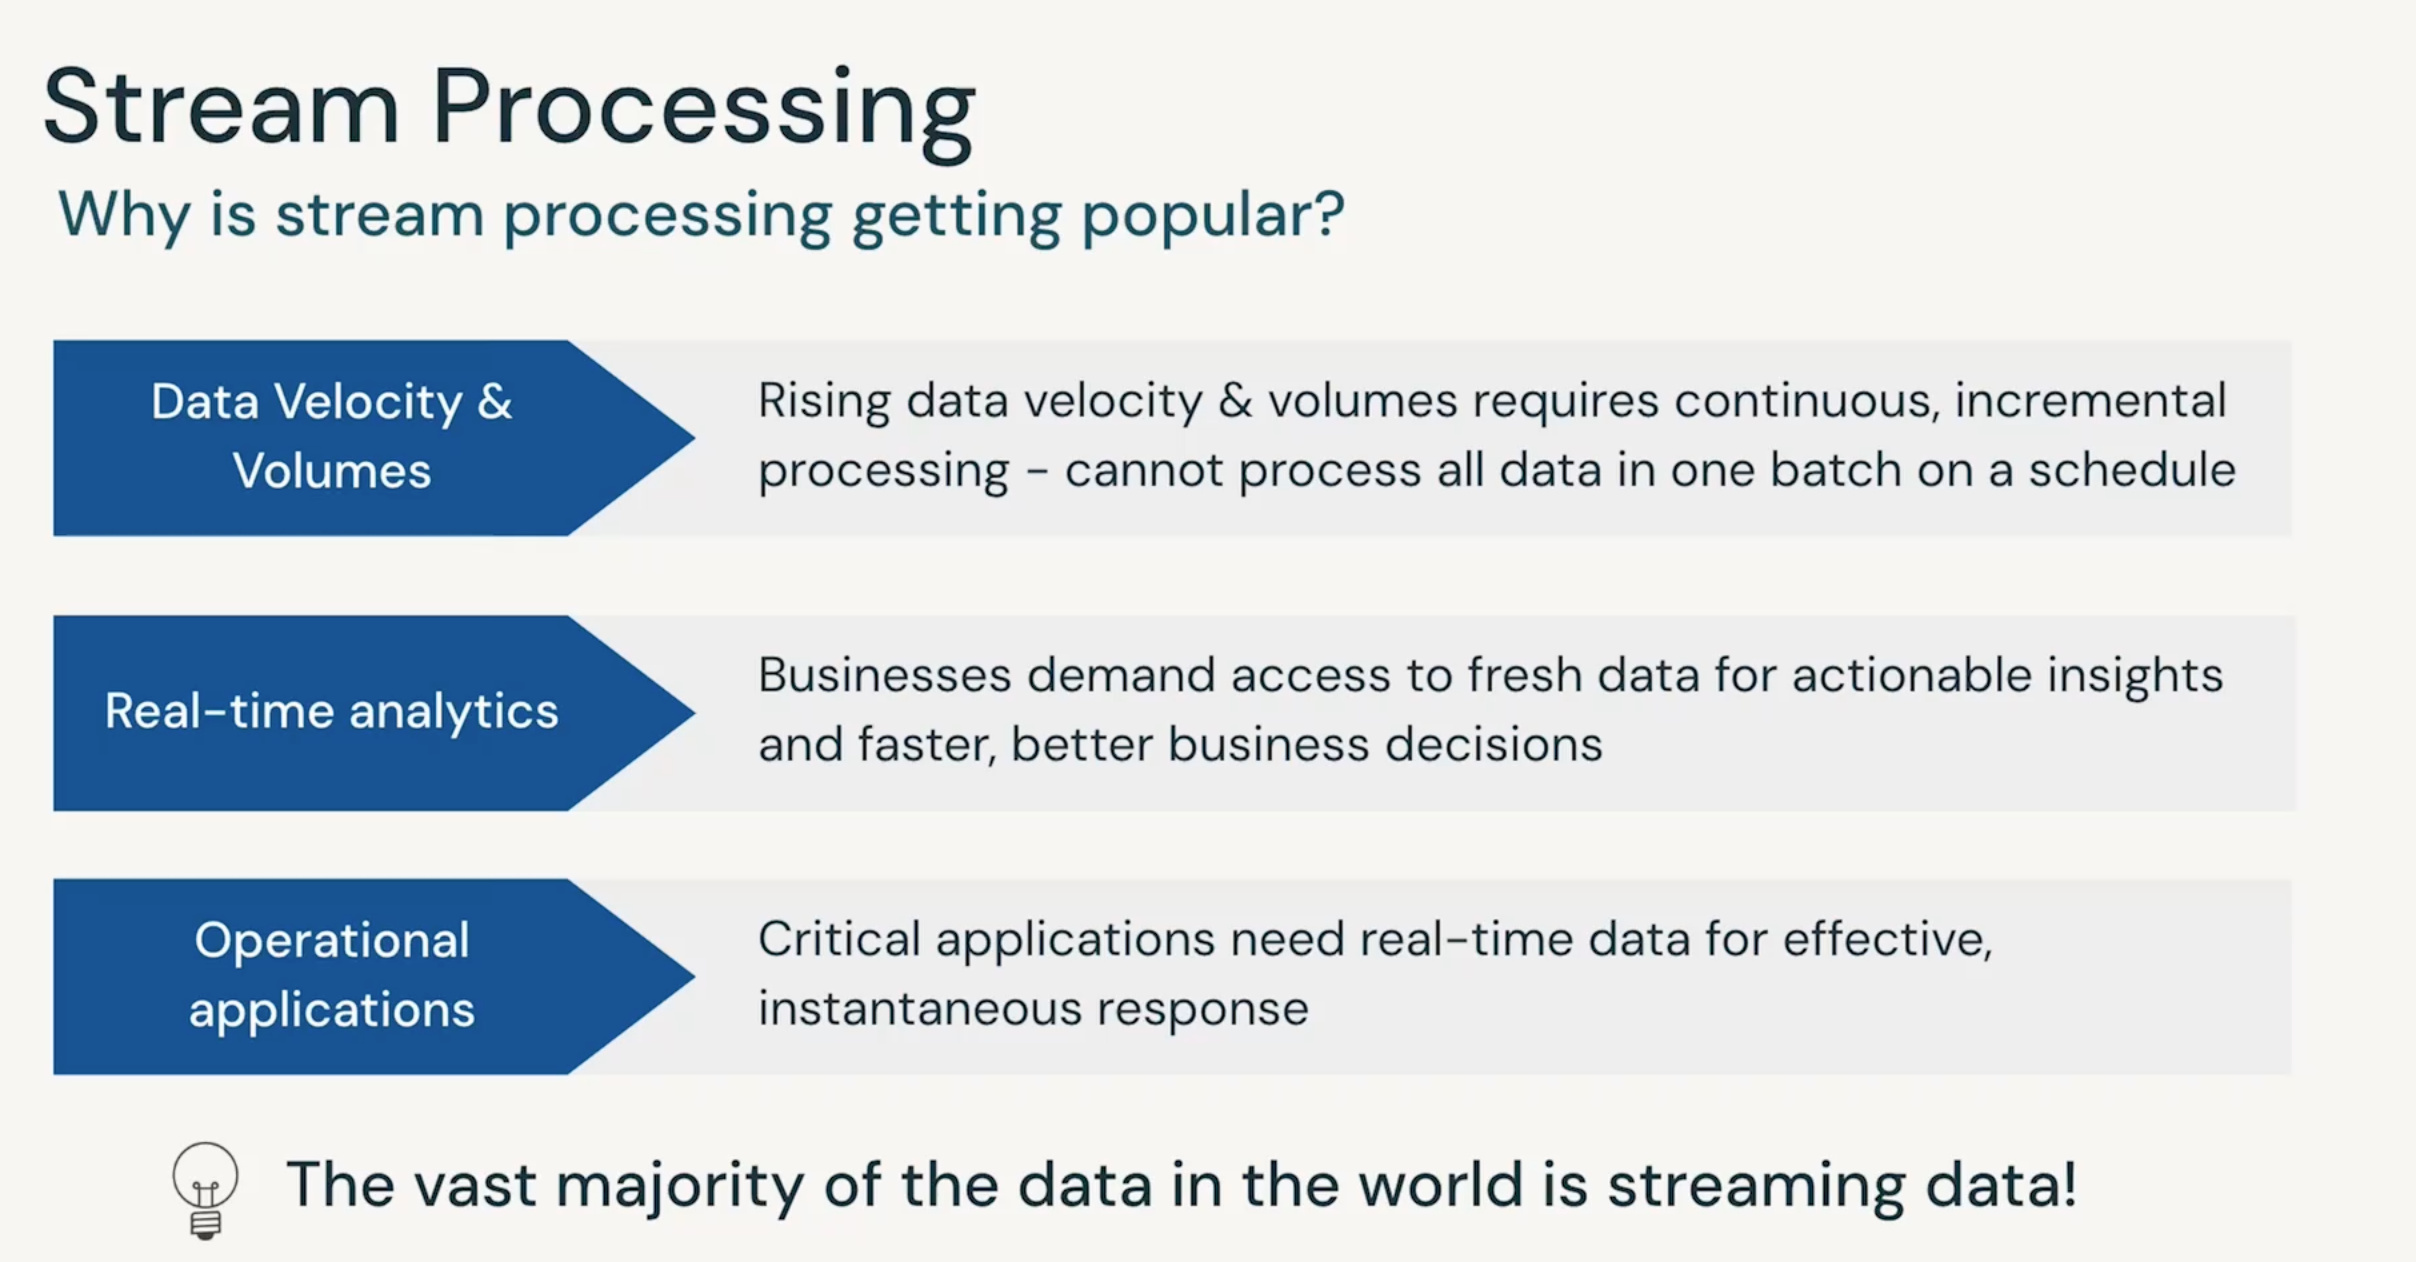 Stream Processing
Why is stream processing getting popular?
Data Velocity &
Volumes
Rising data velocity & volumes requires continuous, incremental
processing - cannot process all data in one batch on a schedule
Real-time analytics
Businesses demand access to fresh data for actionable insights
and faster, better business decisions
Operational
applications
Critical applications need real-time data for effective,
instantaneous response
The vast majority of the data in the world is streaming data!